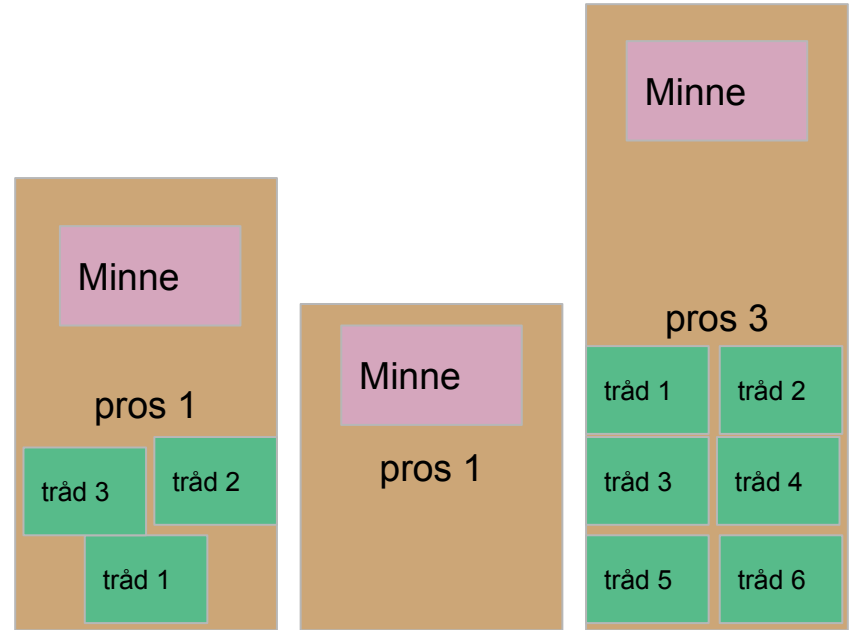 Minne
pros 1
tråd 3
tråd 2
tråd 1
Minne
pros 1
Minne
pros 3
tråd 1
tråd 2
tråd 3
tråd 4
tråd 5
tråd 6